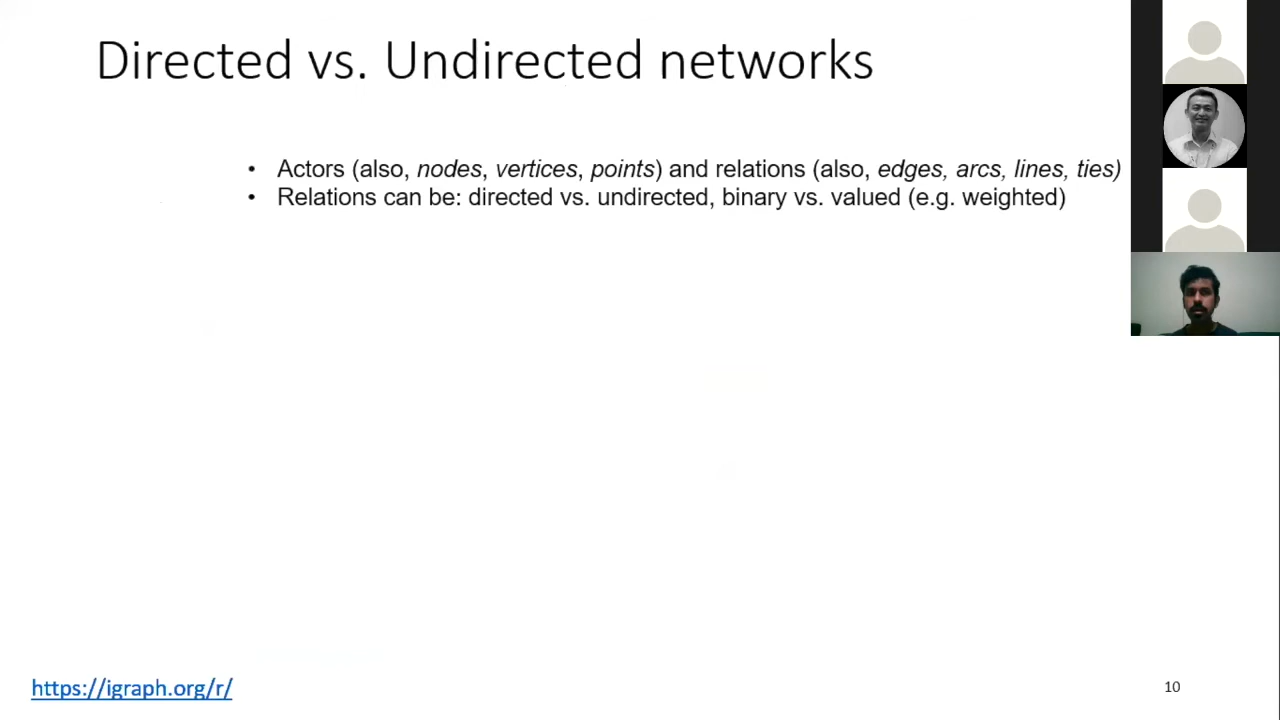 Directed vs. Undirected networks
• Actors (also, nodes, vertices, points) and relations (also, edges, arcs, lines, ties)
• Relations can be: directed vs. undirected, binary vs. valued (e.g. weighted)
https://igraph.org/r/
10